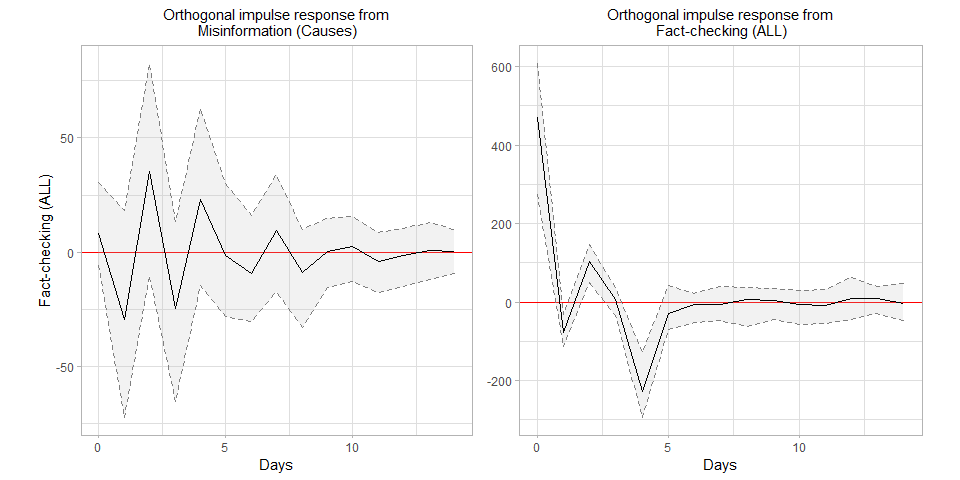 Orthogonal impulse response from
Misinformation (Causes)
Fact-checking (ALL)
50
0
-50
0
5
10
Days
Orthogonal impulse response from
Fact-checking (ALL)
600
400
200
0
-200
0
5
10
Days